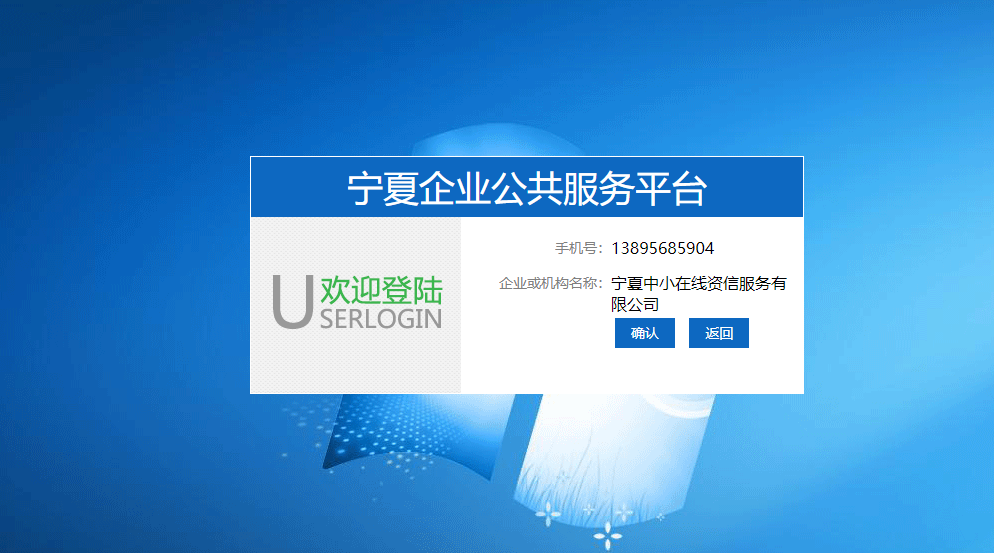 宁夏企业公共服务平台
U欢迎登陆
SERLOGIN
手机号：13895685904
企业或机构名称：宁夏中小在线资信服务有
限公司
确认 返回